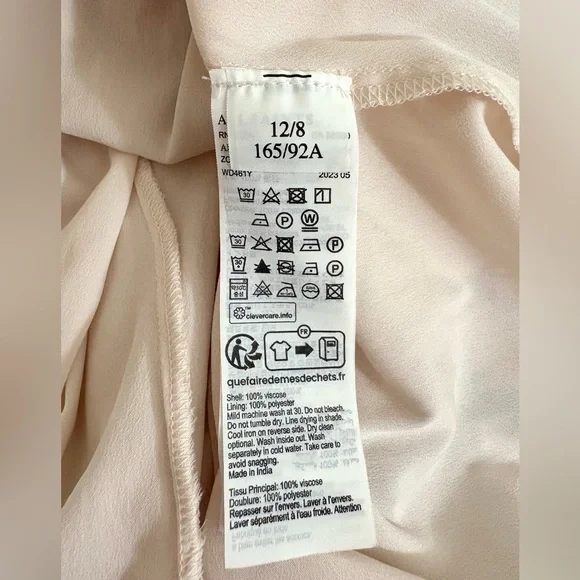 12/8
165/92A
WD461Y 2023 05
30
W
30
clevercare.info
FR
quefairedemesdechets.fr
Shell: 100% viscose
Lining: 100% polyester
Mild machine wash at 30. Do not bleach.
Do not tumble dry. Line drying in shade.
Cool iron on reverse side. Dry clean
optional. Wash inside out. Wash
separately in cold water. Take care to
avoid snagging.
Made in India
Tissu Principal: 100% viscose
Doublure: 100% polyester
Repasser sur l'envers. Laver à l'envers.
Laver séparément à l'eau froide. Attention